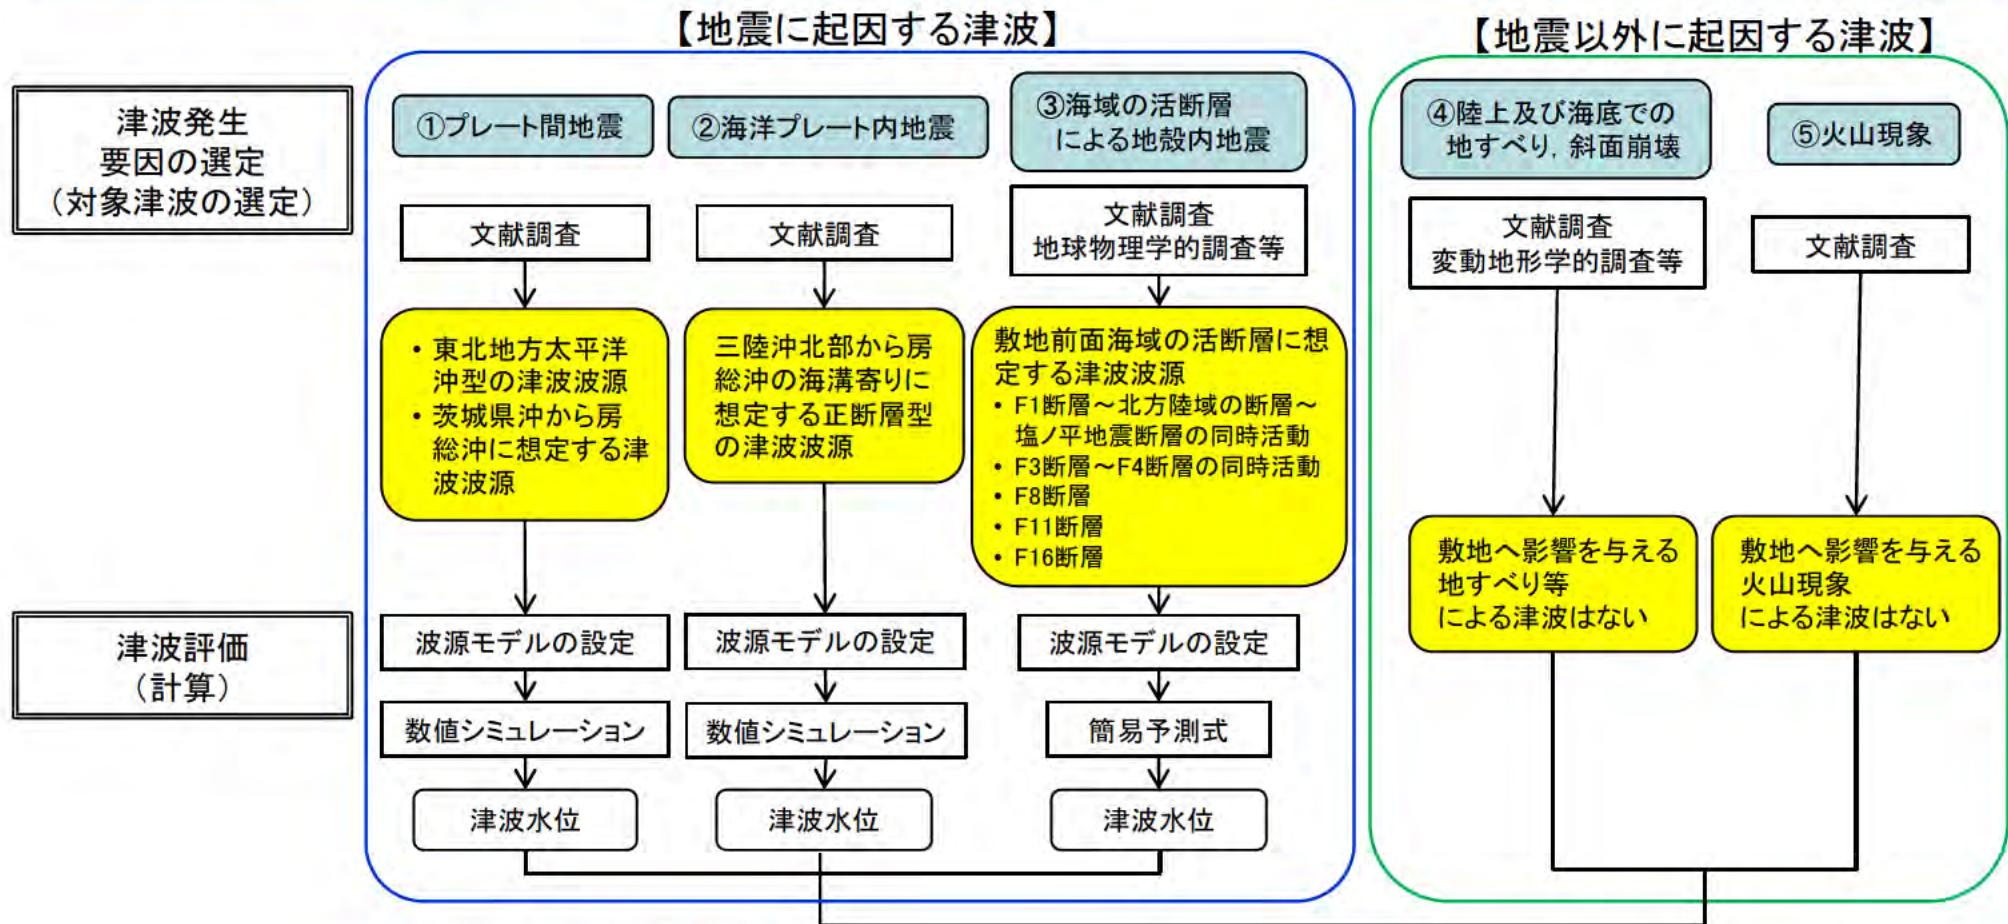 【地震に起因する津波】
【地震以外に起因する津波】
津波発生
要因の選定
（対象津波の選定）
①プレート間地震
②海洋プレート内地震
③海域の活断層
による地殻内地震
④陸上及び海底での
地すべり，斜面崩壊
⑤火山現象
文献調査
文献調査
文献調査
地球物理学的調査等
文献調査
変動地形学的調査等
文献調査
・東北地方太平洋
沖型の津波波源
・茨城県沖から房
総沖に想定する津
波波源
三陸沖北部から房
総沖の海溝寄りに
想定する正断層型
の津波波源
敷地前面海域の活断層に想
定する津波波源
・F1断層～北方陸域の断層～
塩ノ平地震断層の同時活動
・F3断層～F4断層の同時活動
・F8断層
・F11断層
・F16断層
敷地へ影響を与える
地すべり等
による津波はない
敷地へ影響を与える
火山現象
による津波はない
津波評価
（計算）
波源モデルの設定
波源モデルの設定
波源モデルの設定
数値シミュレーション
数値シミュレーション
簡易予測式
津波水位
津波水位
津波水位